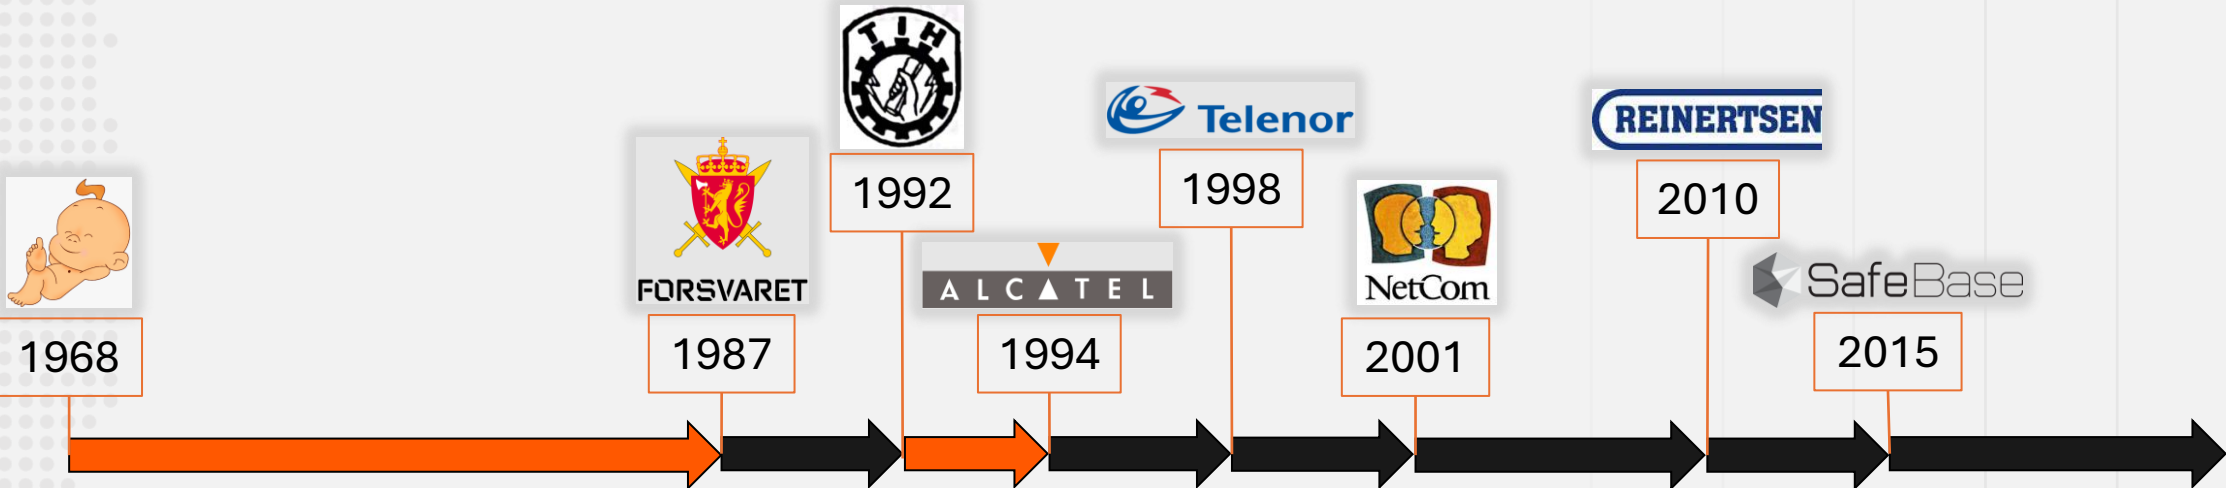 1968
FORSVARET
1987
TIH
1992
ALCATEL
1994
Telenor
1998
NetCom
2001
REINERTSEN
2010
SafeBase
2015